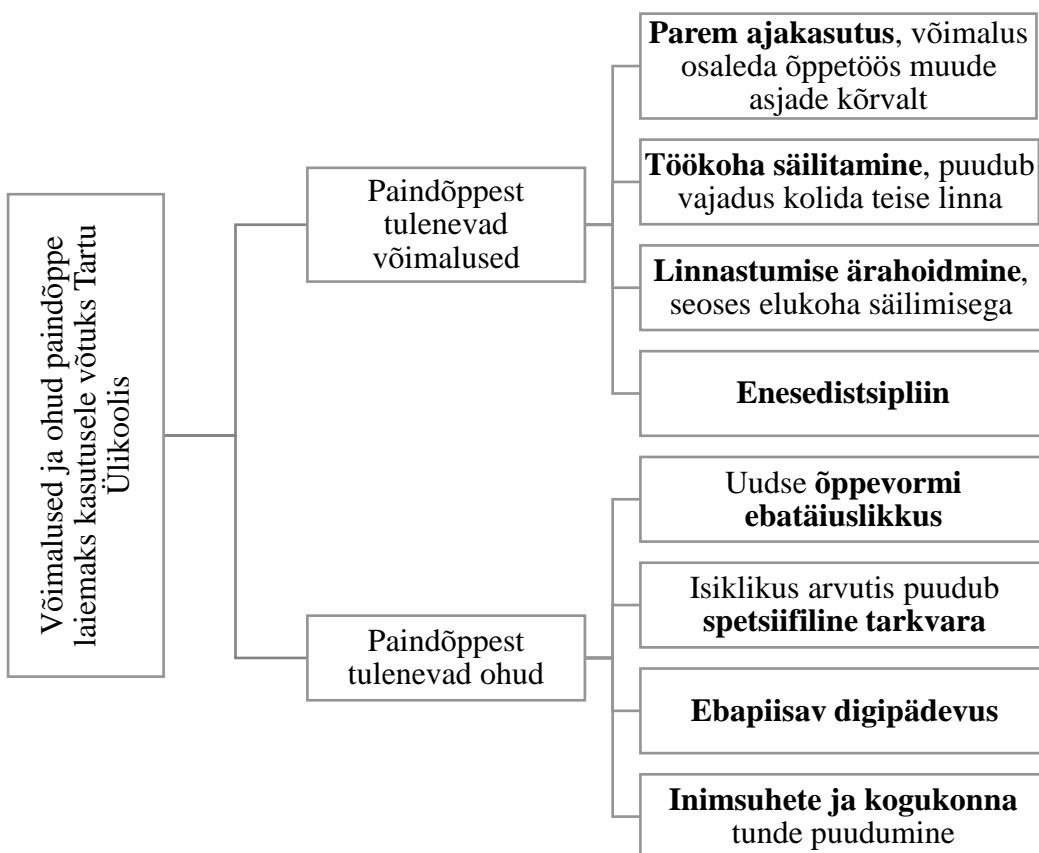 Võimalused ja ohud paindõppe
laiemaks kasutusele võtuks Tartu
Ülikoolis
Paindõppest
tulenevad
võimalused
Parem ajakasutus, võimalus
osaleda õppetöös muude
asjade kõrvalt
Töökoha säilitamine, puudub
vajadus kolida teise linna
Linnastumise ärahoidmine,
seoses elukoha säilimisega
Enesedistsipliin
Paindõppest
tulenevad ohud
Uudse õppevormi
ebatäiuslikkus
Isiklikus arvutis puudub
spetsiifiline tarkvara
Ebapiisav digipädevus
Inimsuhete ja kogukonna
tunde puudumine